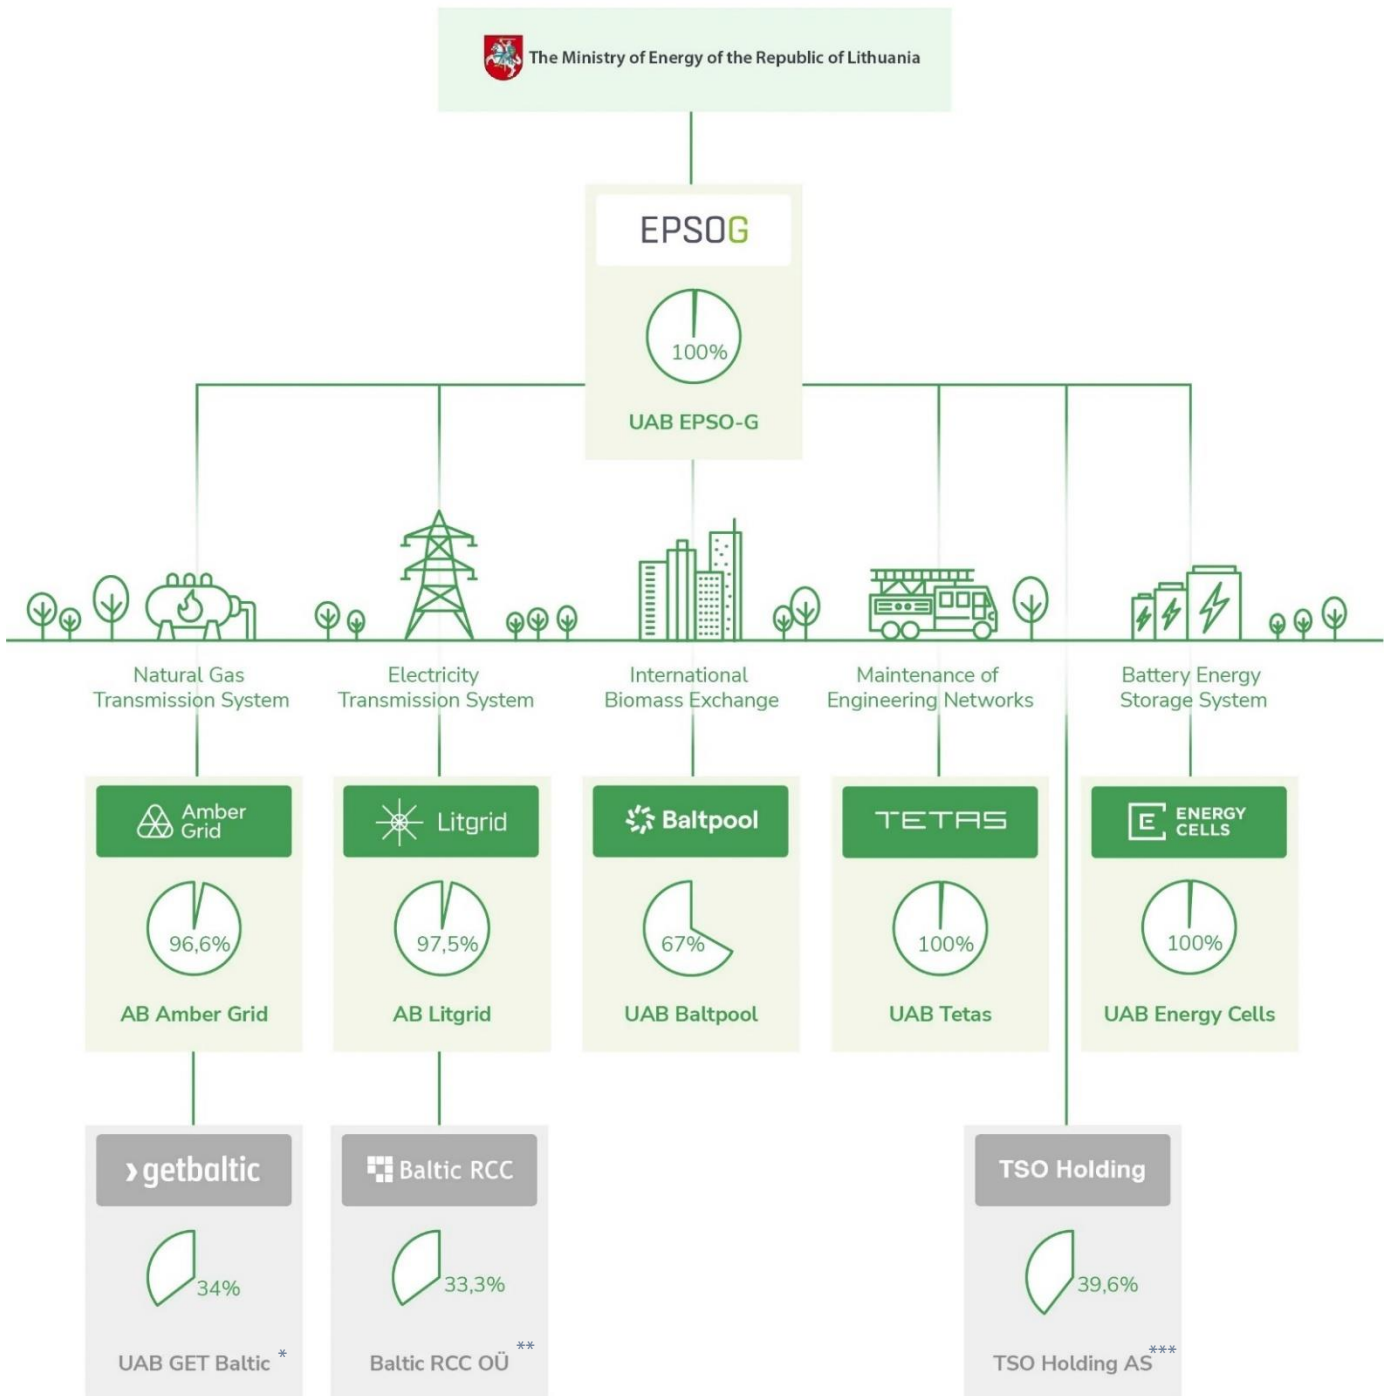 The Ministry of Energy of the Republic of Lithuania
EPSOG
100%
UAB EPSO-G
Natural Gas
Transmission System
Electricity
Transmission System
International
Biomass Exchange
Maintenance of
Engineering Networks
Battery Energy
Storage System
Amber
Grid
96,6%
AB Amber Grid
Litgrid
97,5%
AB Litgrid
Baltpool
67%
UAB Baltpool
TETAS
100%
UAB Tetas
E ENERGY
CELLS
100%
UAB Energy Cells
getbaltic
34%
UAB GET Baltic *
Baltic RCC
33,3%
Baltic RCC OÜ **
TSO Holding
39,6%
TSO Holding AS ***